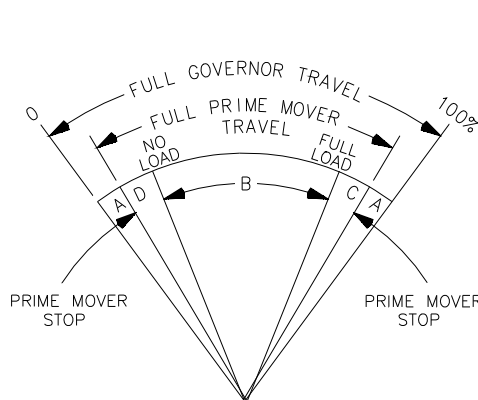 FULL GOVERNOR TRAVEL
0
100%
FULL PRIME MOVER
TRAVEL
NO
LOAD
FULL
LOAD
A
D
B
C
A
PRIME MOVER
STOP
PRIME MOVER
STOP